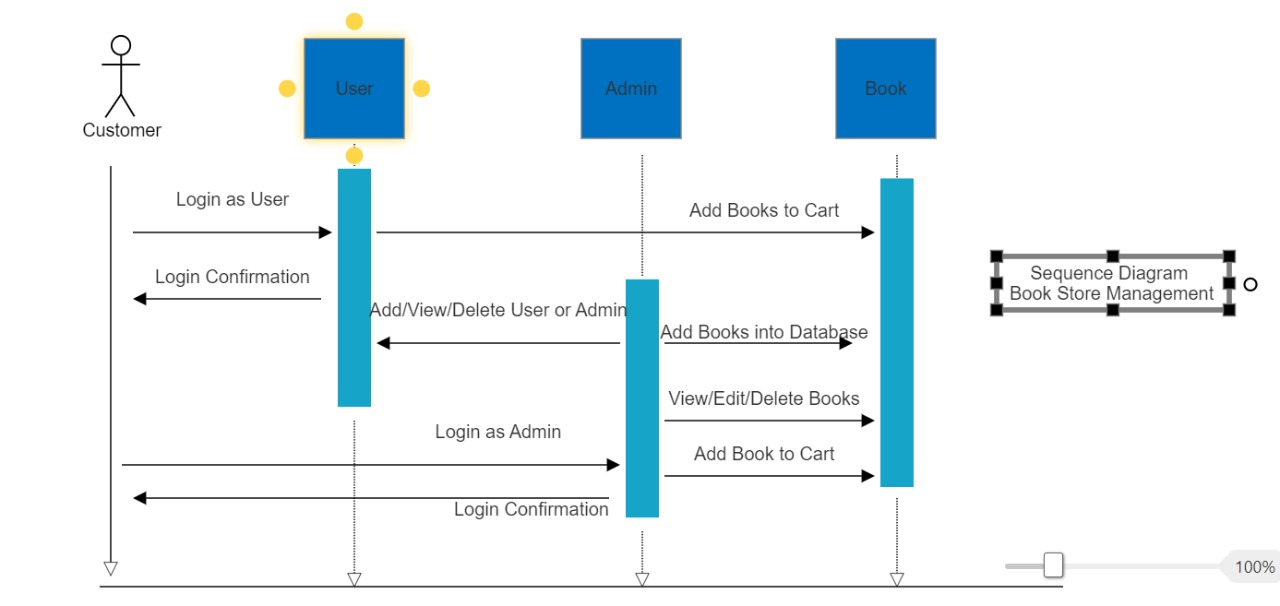 User
Admin
Book
Customer
Login as User
Add Books to Cart
Login Confirmation
Sequence Diagram
Book Store Management
Add/View/Delete User or Admin
Add Books into Database
View/Edit/Delete Books
Login as Admin
Add Book to Cart
Login Confirmation
100%